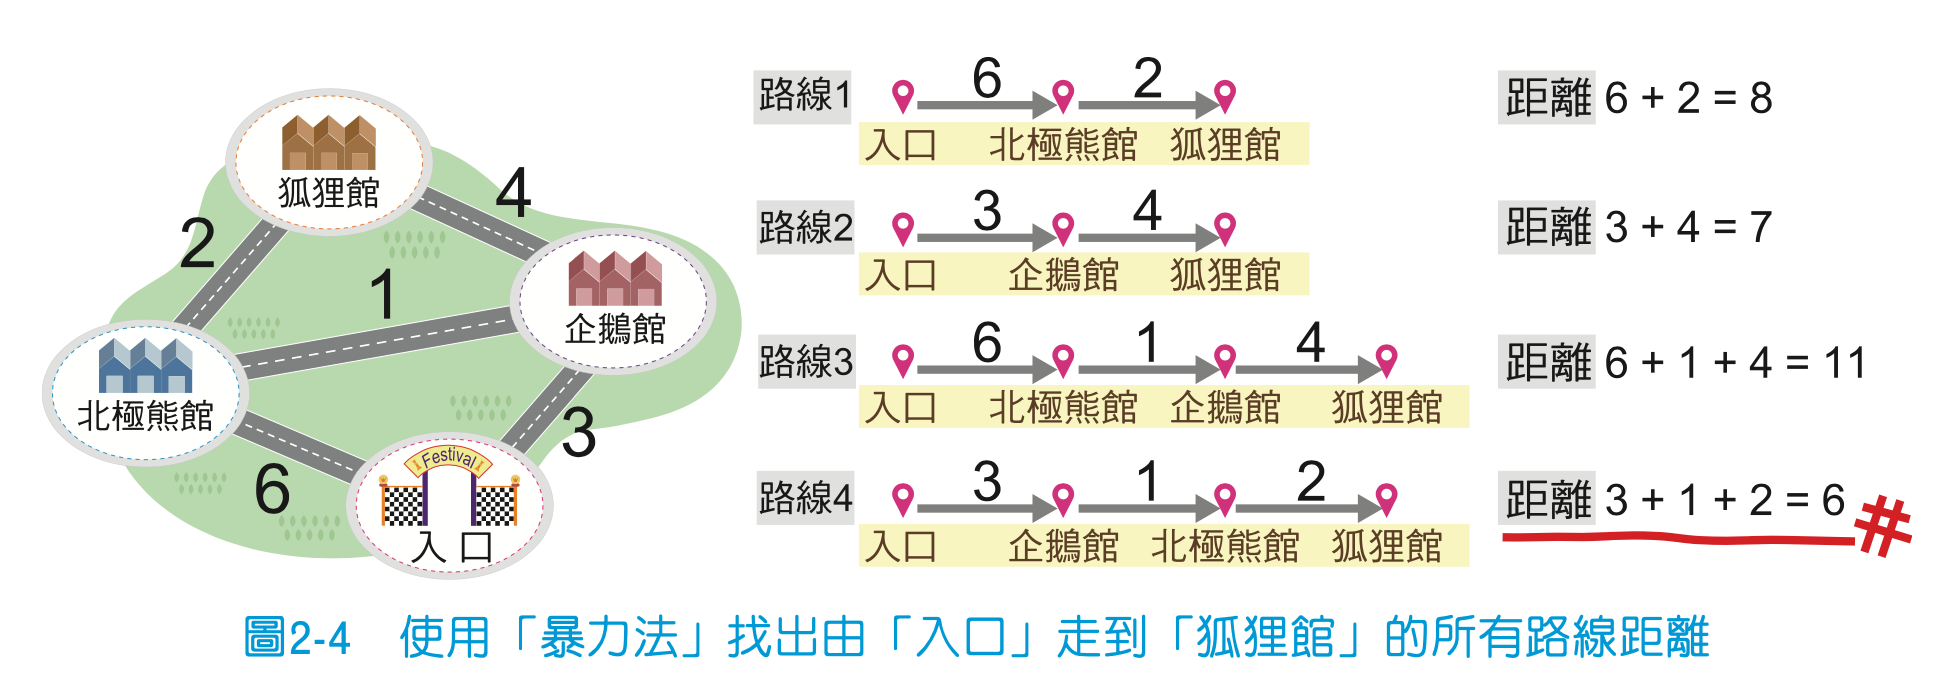 狐狸館
4
2
1
企鵝館
北極熊館
3
6
Festival
入口
路線1
6
2
入口 北極熊館 狐狸館
距離 6 + 2 = 8
路線2
3
4
入口 企鵝館 狐狸館
距離 3 + 4 = 7
路線3
6
1
4
入口 北極熊館 企鵝館 狐狸館
距離 6 + 1 + 4 = 11
路線4
3
1
2
入口 企鵝館 北極熊館 狐狸館
距離 3 + 1 + 2 = 6 #
圖2-4 使用「暴力法」找出由「入口」走到「狐狸館」的所有路線距離